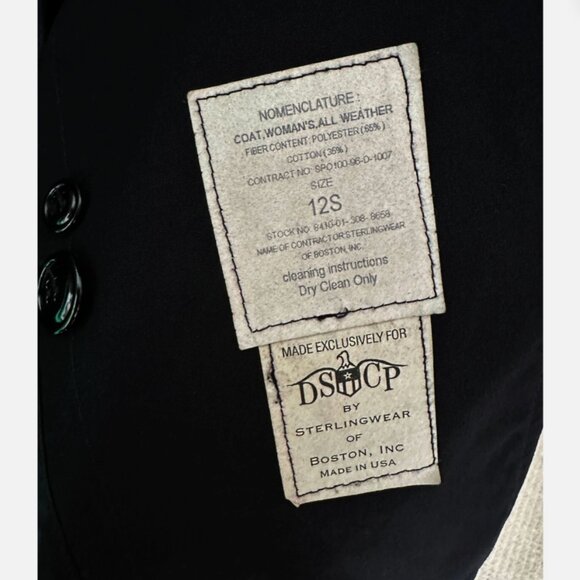 NOMENCLATURE:
COAT, WOMAN'S, ALL WEATHER
FIBER CONTENT: POLYESTER (65%)
COTTON (35%)
CONTRACT NO: SPO100-96-D-1007
SIZE
12S
STOCK NO: 8410-01-308-8658
NAME OF CONTRACTOR STERLINGWEAR
OF BOSTON, INC.
cleaning instructions
Dry Clean Only
MADE EXCLUSIVELY FOR
DS CP
BY
STERLINGWEAR
OF
BOSTON, INC
MADE IN USA